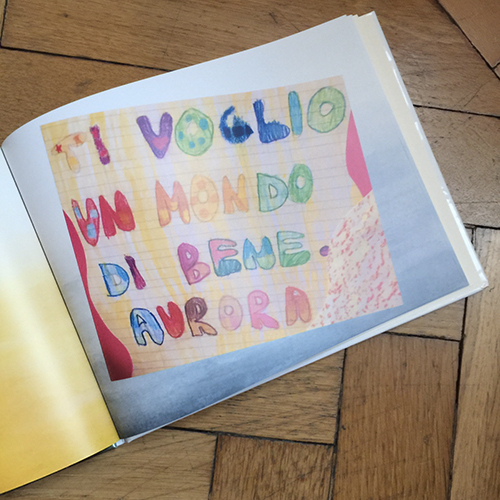 TI VOGLIO
UN MONDO
DI BENE.
AURORA